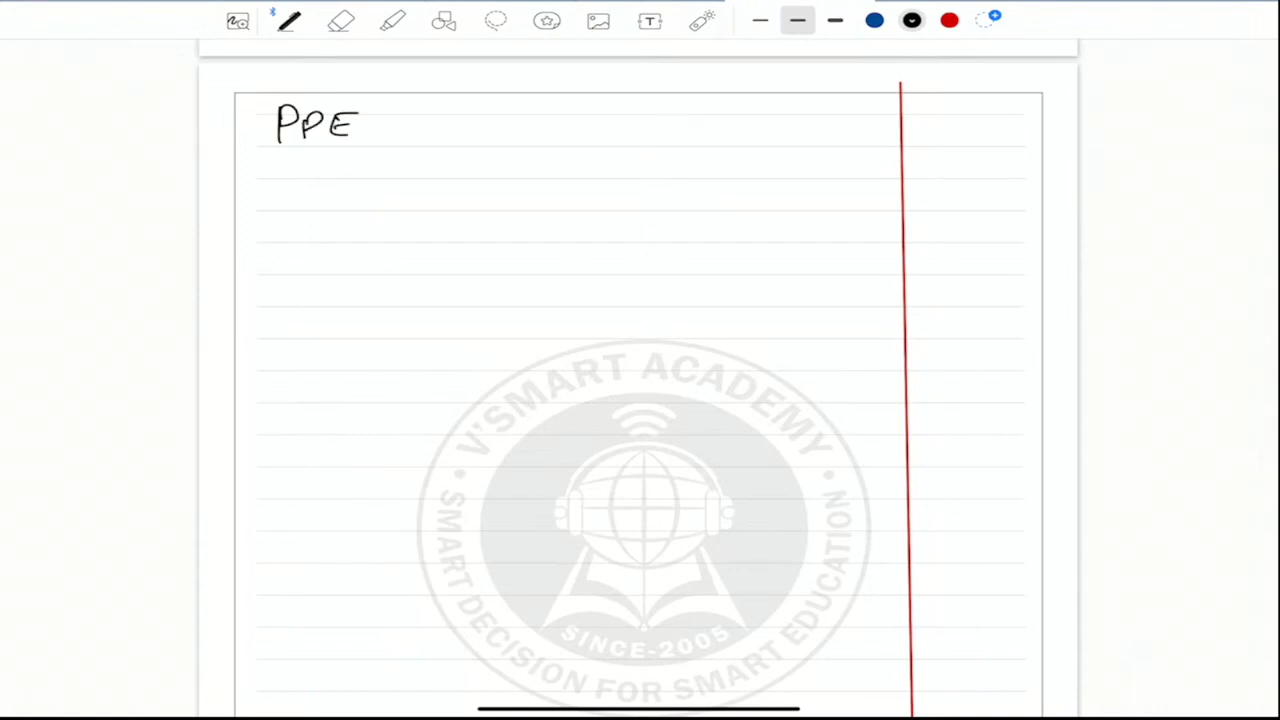 PPE
V'SMART ACADEMY
SMART DECISION FOR SMART EDUCATION
SINCE-2005